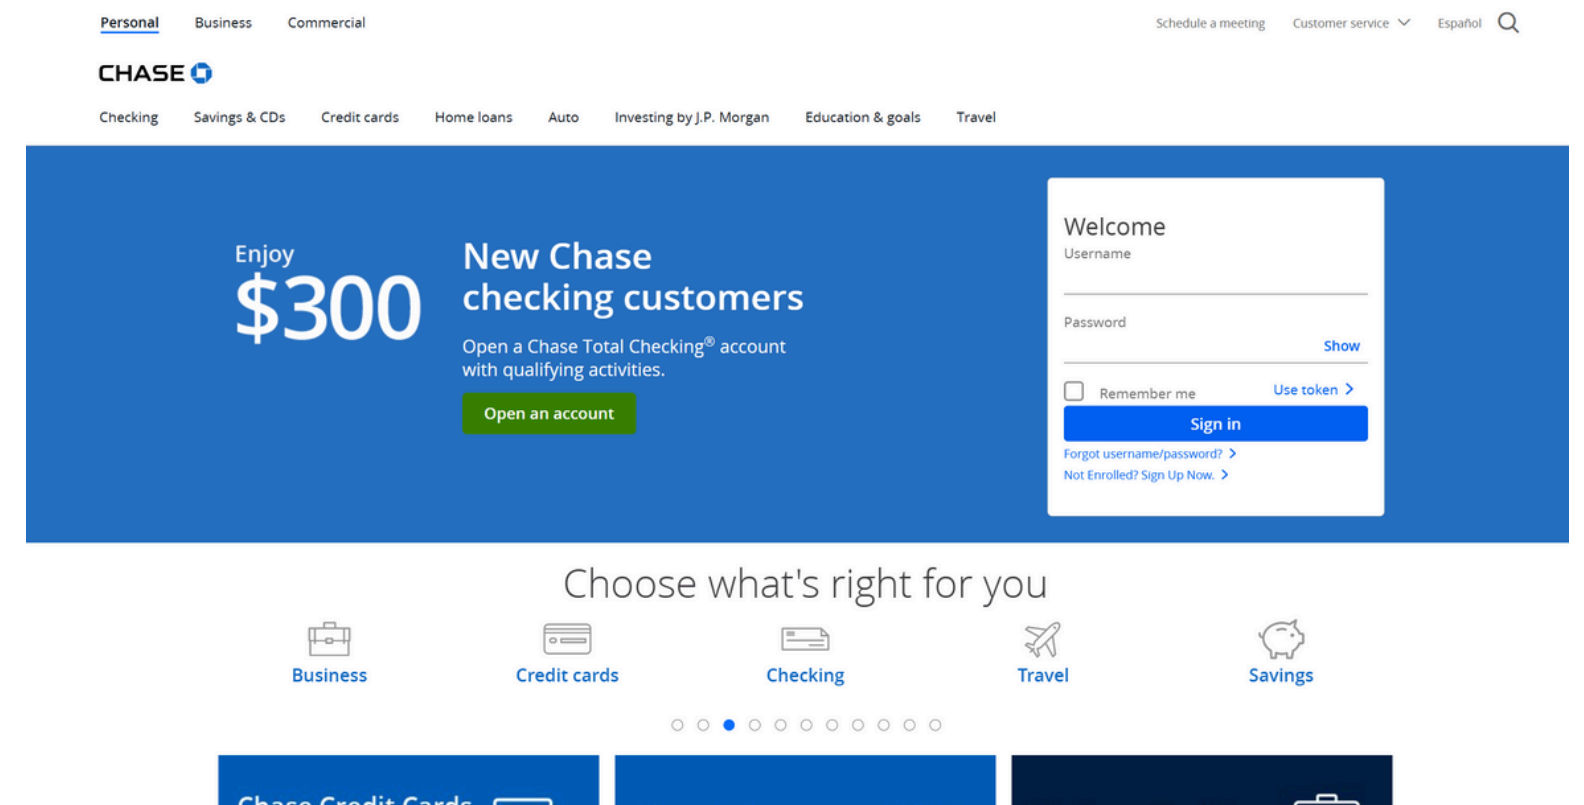 Personal Business Commercial Schedule a meeting Customer service Español
CHASE
Checking Savings & CDs Credit cards Home loans Auto Investing by J.P. Morgan Education & goals Travel
Enjoy
$300
New Chase
checking customers
Open a Chase Total Checking® account
with qualifying activities.
Open an account
Welcome
Username
Password
Show
Remember me Use token
Sign in
Forgot username/password?
Not Enrolled? Sign Up Now.
Choose what's right for you
Business Credit cards Checking Travel Savings
Chase Credit Cards